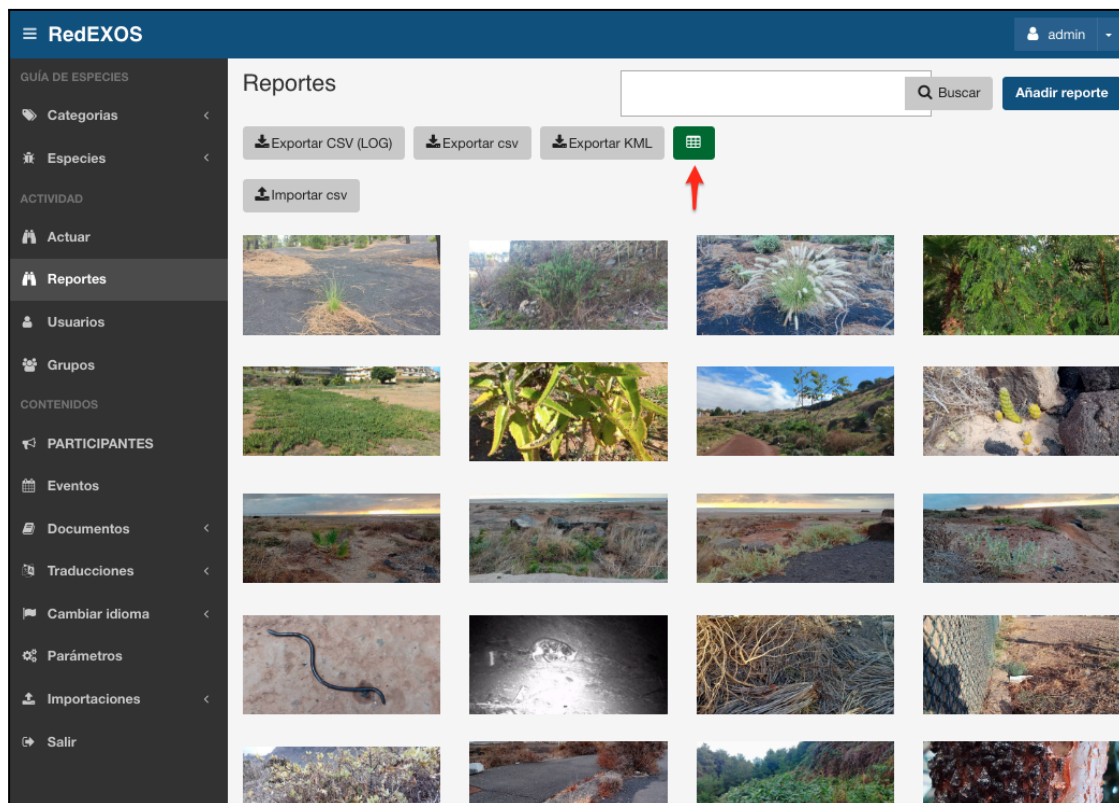 RedEXOS
admin
GUÍA DE ESPECIES
Categorias
Especies
ACTIVIDAD
Actuar
Reportes
Usuarios
Grupos
CONTENIDOS
PARTICIPANTES
Eventos
Documentos
Traducciones
Cambiar idioma
Parámetros
Importaciones
Salir
Reportes
Buscar
Añadir reporte
Exportar CSV (LOG)
Exportar csv
Exportar KML
Importar csv